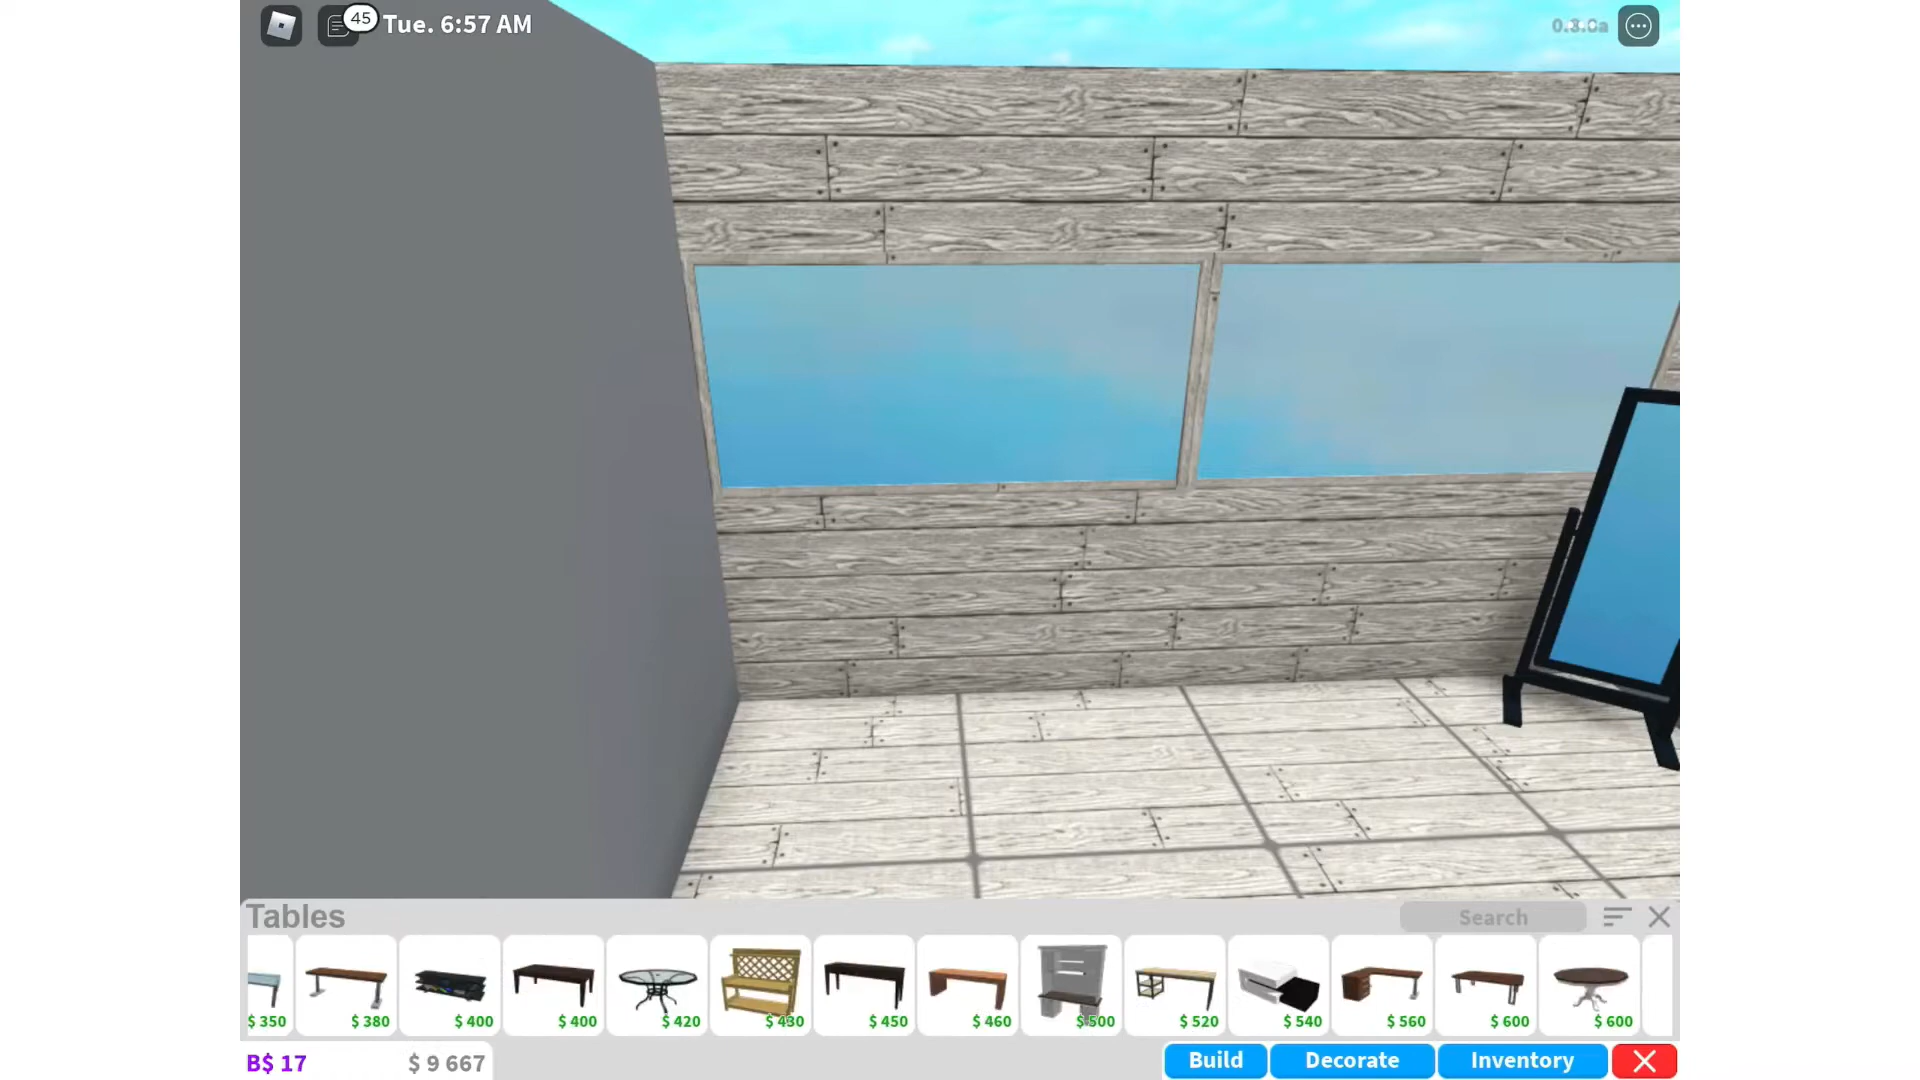 45
Tue. 6:57 AM
0.8.0a
Tables
Search
$ 350
$ 380
$ 400
$ 400
$ 420
$ 430
$ 450
$ 460
$ 500
$ 520
$ 540
$ 560
$ 600
$ 600
B$ 17
$ 9 667
Build
Decorate
Inventory